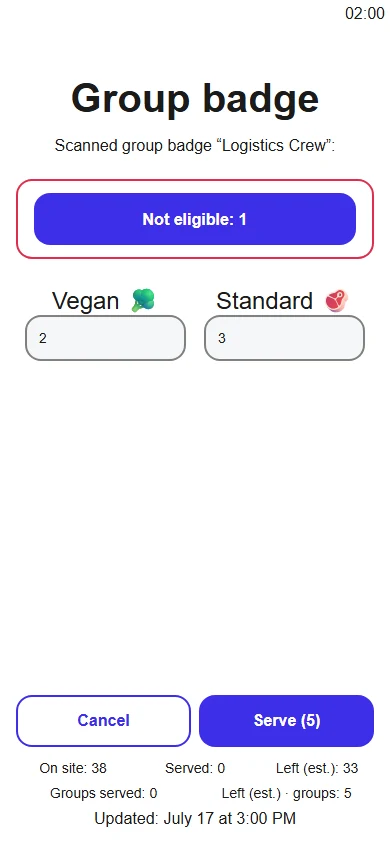 02:00
Group badge
Scanned group badge “Logistics Crew”:
Not eligible: 1
Vegan 🥦 Standard 🥩
2 3
Cancel Serve (5)
On site: 38 Served: 0 Left (est.): 33
Groups served: 0 Left (est.) · groups: 5
Updated: July 17 at 3:00 PM